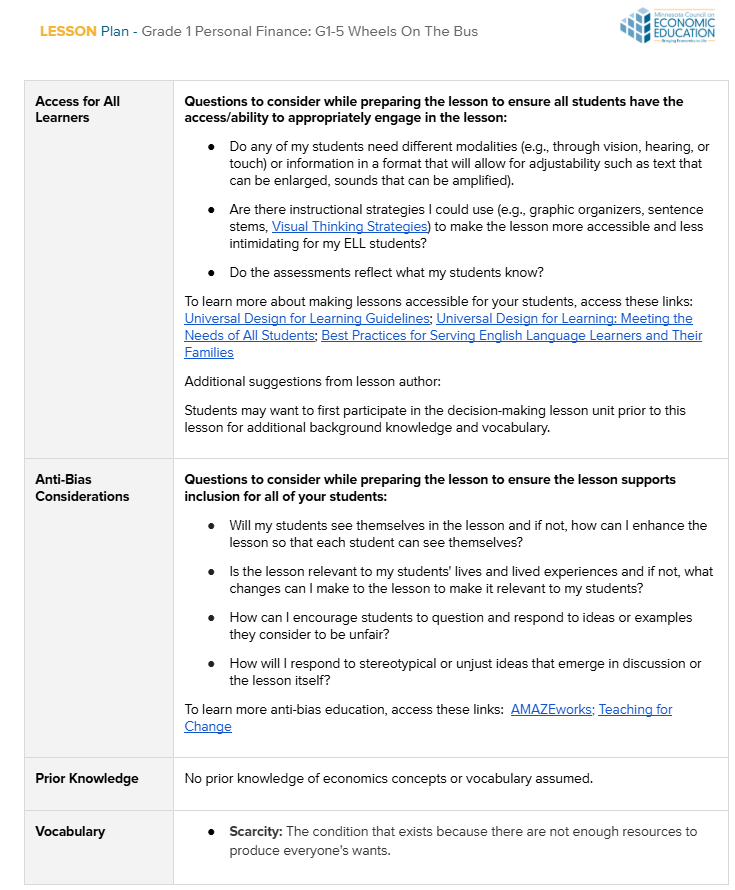 LESSON Plan - Grade 1 Personal Finance: G1-5 Wheels On The Bus
Minnesota Council on
ECONOMIC
EDUCATION
Bringing Economics to Life
Access for All
Learners
Questions to consider while preparing the lesson to ensure all students have the
access/ability to appropriately engage in the lesson:
● Do any of my students need different modalities (e.g., through vision, hearing, or
touch) or information in a format that will allow for adjustability such as text that
can be enlarged, sounds that can be amplified).
● Are there instructional strategies I could use (e.g., graphic organizers, sentence
stems, Visual Thinking Strategies) to make the lesson more accessible and less
intimidating for my ELL students?
● Do the assessments reflect what my students know?
To learn more about making lessons accessible for your students, access these links:
Universal Design for Learning Guidelines; Universal Design for Learning: Meeting the
Needs of All Students; Best Practices for Serving English Language Learners and Their
Families
Additional suggestions from lesson author:
Students may want to first participate in the decision-making lesson unit prior to this
lesson for additional background knowledge and vocabulary.
Anti-Bias
Considerations
Questions to consider while preparing the lesson to ensure the lesson supports
inclusion for all of your students:
● Will my students see themselves in the lesson and if not, how can I enhance the
lesson so that each student can see themselves?
● Is the lesson relevant to my students' lives and lived experiences and if not, what
changes can I make to the lesson to make it relevant to my students?
● How can I encourage students to question and respond to ideas or examples
they consider to be unfair?
● How will I respond to stereotypical or unjust ideas that emerge in discussion or
the lesson itself?
To learn more anti-bias education, access these links: AMAZEworks; Teaching for
Change
Prior Knowledge
No prior knowledge of economics concepts or vocabulary assumed.
Vocabulary
● Scarcity: The condition that exists because there are not enough resources to
produce everyone's wants.